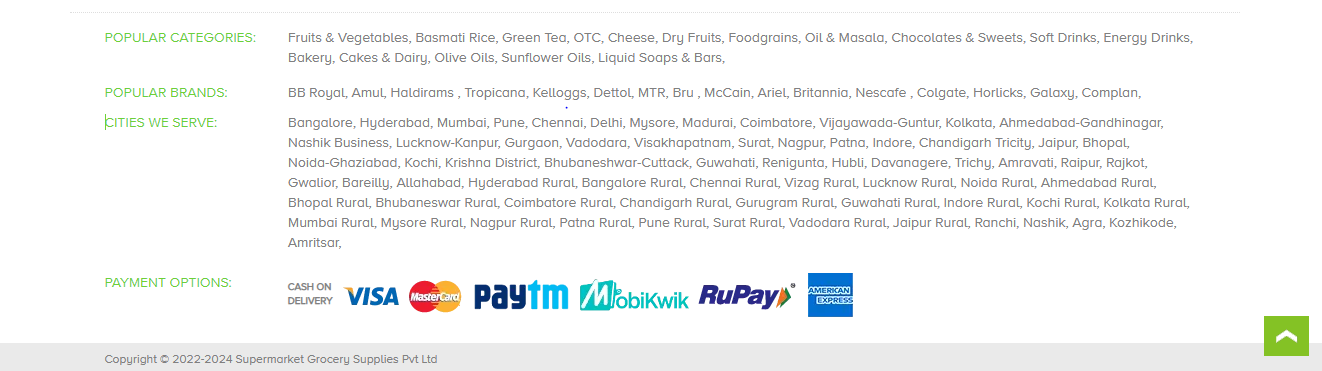 POPULAR CATEGORIES: Fruits & Vegetables, Basmati Rice, Green Tea, OTC, Cheese, Dry Fruits, Foodgrains, Oil & Masala, Chocolates & Sweets, Soft Drinks, Energy Drinks,
Bakery, Cakes & Dairy, Olive Oils, Sunflower Oils, Liquid Soaps & Bars,
POPULAR BRANDS: BB Royal, Amul, Haldirams , Tropicana, Kelloggs, Dettol, MTR, Bru , McCain, Ariel, Britannia, Nescafe , Colgate, Horlicks, Galaxy, Complan,
CITIES WE SERVE: Bangalore, Hyderabad, Mumbai, Pune, Chennai, Delhi, Mysore, Madurai, Coimbatore, Vijayawada-Guntur, Kolkata, Ahmedabad-Gandhinagar,
Nashik Business, Lucknow-Kanpur, Gurgaon, Vadodara, Visakhapatnam, Surat, Nagpur, Patna, Indore, Chandigarh Tricity, Jaipur, Bhopal,
Noida-Ghaziabad, Kochi, Krishna District, Bhubaneshwar-Cuttack, Guwahati, Renigunta, Hubli, Davanagere, Trichy, Amravati, Raipur, Rajkot,
Gwalior, Bareilly, Allahabad, Hyderabad Rural, Bangalore Rural, Chennai Rural, Vizag Rural, Lucknow Rural, Noida Rural, Ahmedabad Rural,
Bhopal Rural, Bhubaneswar Rural, Coimbatore Rural, Chandigarh Rural, Gurugram Rural, Guwahati Rural, Indore Rural, Kochi Rural, Kolkata Rural,
Mumbai Rural, Mysore Rural, Nagpur Rural, Patna Rural, Pune Rural, Surat Rural, Vadodara Rural, Jaipur Rural, Ranchi, Nashik, Agra, Kozhikode,
Amritsar,
PAYMENT OPTIONS: CASH ON DELIVERY VISA MasterCard Paytm MobiKwik RuPay AMERICAN EXPRESS
Copyright © 2022-2024 Supermarket Grocery Supplies Pvt Ltd